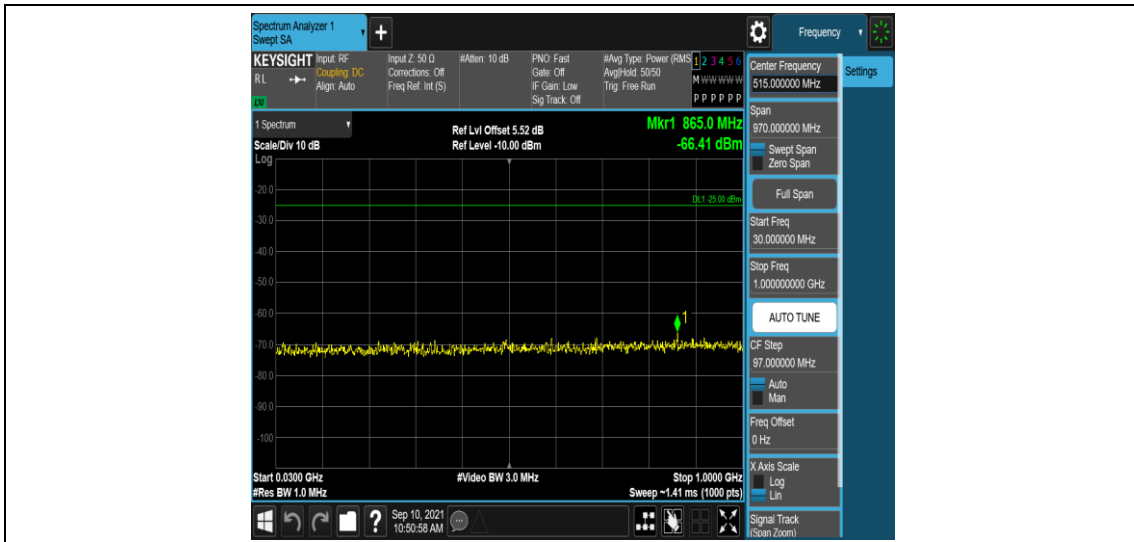 Spectrum Analyzer 1
Swept SA
+
Frequency
KEYSIGHT
RL
LXI
Input: RF
Coupling: DC
Align: Auto
Input Z: 50 Ω
Corrections: Off
Freq Ref: Int (S)
#Atten: 10 dB
PNO: Fast
Gate: Off
IF Gain: Low
Sig Track: Off
#Avg Type: Power (RMS
Avg|Hold: 50/50
Trig: Free Run
1 2 3 4 5 6
M W W W W W
P P P P P P
1 Spectrum
Scale/Div 10 dB
Log
Ref Lvl Offset 5.52 dB
Ref Level -10.00 dBm
Mkr1 865.0 MHz
-66.41 dBm
DL1 -25.00 dBm
-20.0
-30.0
-40.0
-50.0
-60.0
1
-70.0
-80.0
-90.0
-100
Start 0.0300 GHz
#Res BW 1.0 MHz
#Video BW 3.0 MHz
Stop 1.0000 GHz
Sweep ~1.41 ms (1000 pts)
?
Sep 10, 2021
10:50:58 AM
Center Frequency
515.000000 MHz
Settings
Span
970.000000 MHz
Swept Span
Zero Span
Full Span
Start Freq
30.000000 MHz
Stop Freq
1.000000000 GHz
AUTO TUNE
CF Step
97.000000 MHz
Auto
Man
Freq Offset
0 Hz
X Axis Scale
Log
Lin
Signal Track
(Span Zoom)